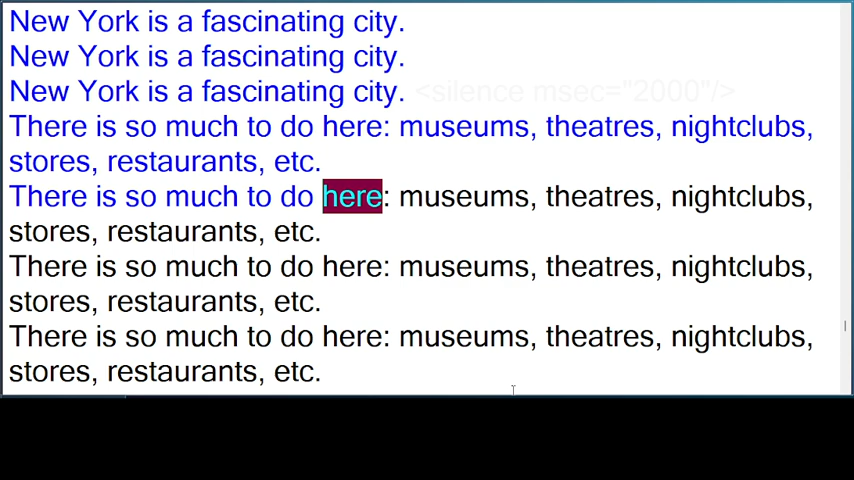 New York is a fascinating city.
New York is a fascinating city.
New York is a fascinating city. <silence msec="2000"/>
There is so much to do here: museums, theatres, nightclubs,
stores, restaurants, etc.
There is so much to do here: museums, theatres, nightclubs,
stores, restaurants, etc.
There is so much to do here: museums, theatres, nightclubs,
stores, restaurants, etc.
There is so much to do here: museums, theatres, nightclubs,
stores, restaurants, etc.